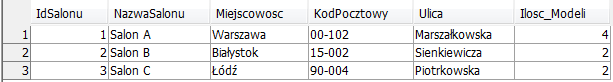 IdSalonu NazwaSalonu Miejscowosc KodPocztowy Ulica Ilosc_Modeli
1 1 Salon A Warszawa 00-102 Marszałkowska 4
2 2 Salon B Białystok 15-002 Sienkiewicza 2
3 3 Salon C Łódź 90-004 Piotrkowska 2